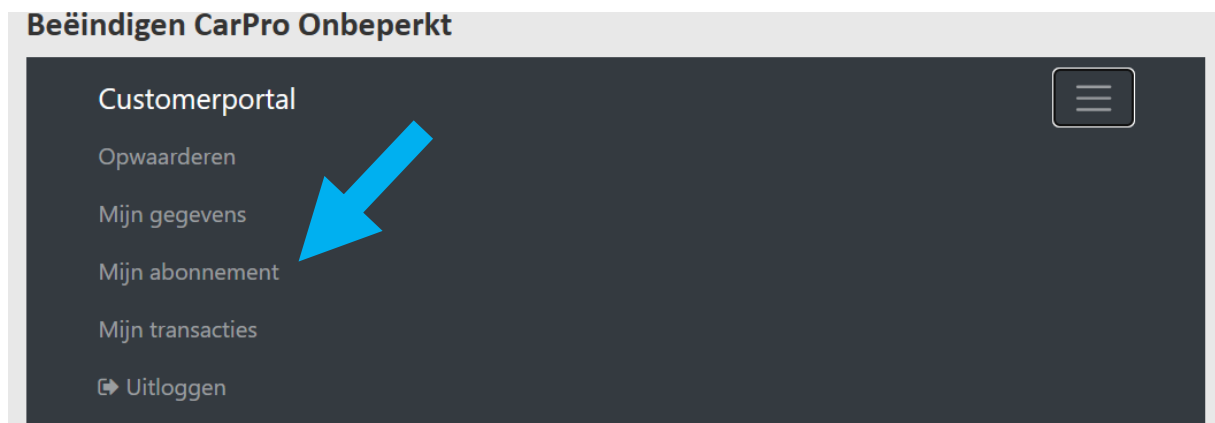 Beëindigen CarPro Onbeperkt
Customerportal
Opwaarderen
Mijn gegevens
Mijn abonnement
Mijn transacties
Uitloggen